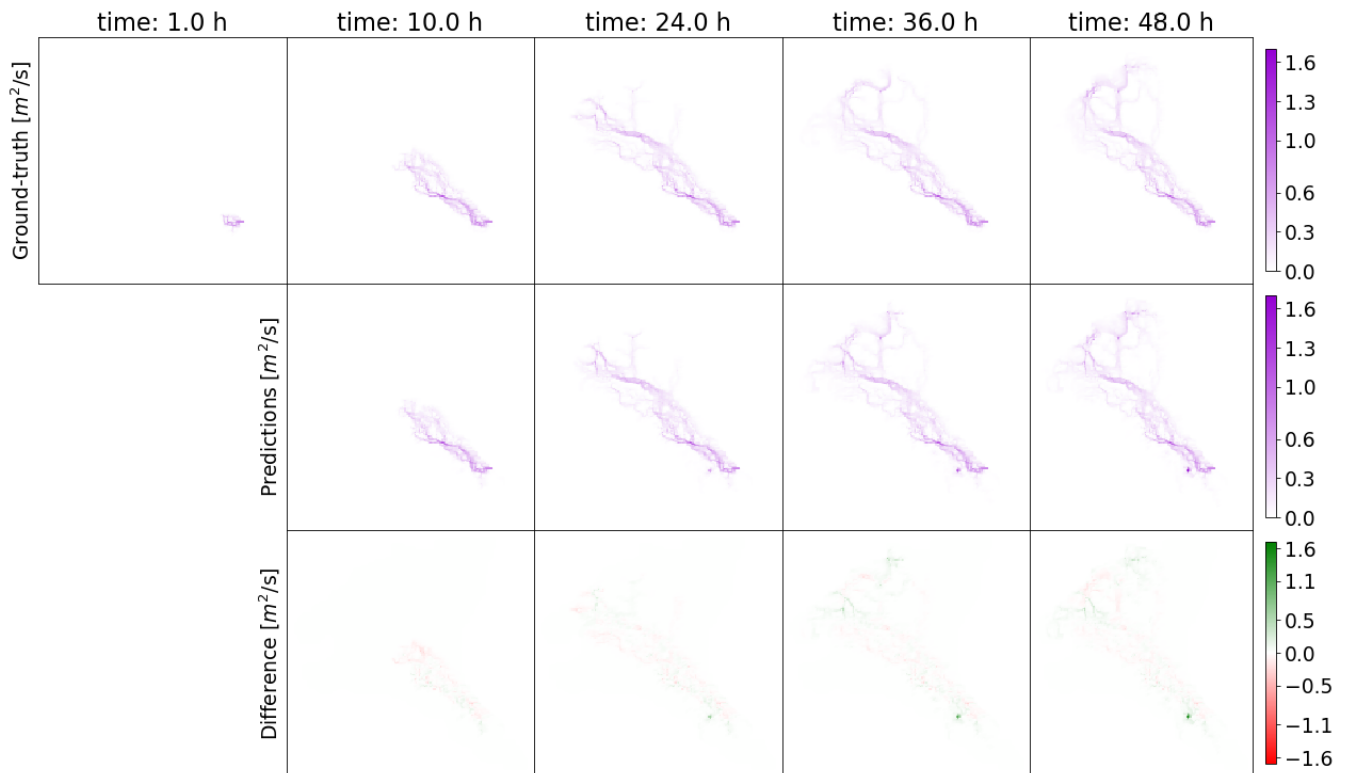 time: 1.0 h
time: 10.0 h
time: 24.0 h
time: 36.0 h
time: 48.0 h
Ground-truth [m²/s]
1.6
1.3
1.0
0.6
0.3
0.0
Predictions [m²/s]
1.6
1.3
1.0
0.6
0.3
0.0
Difference [m²/s]
1.6
1.1
0.5
0.0
−0.5
−1.1
−1.6